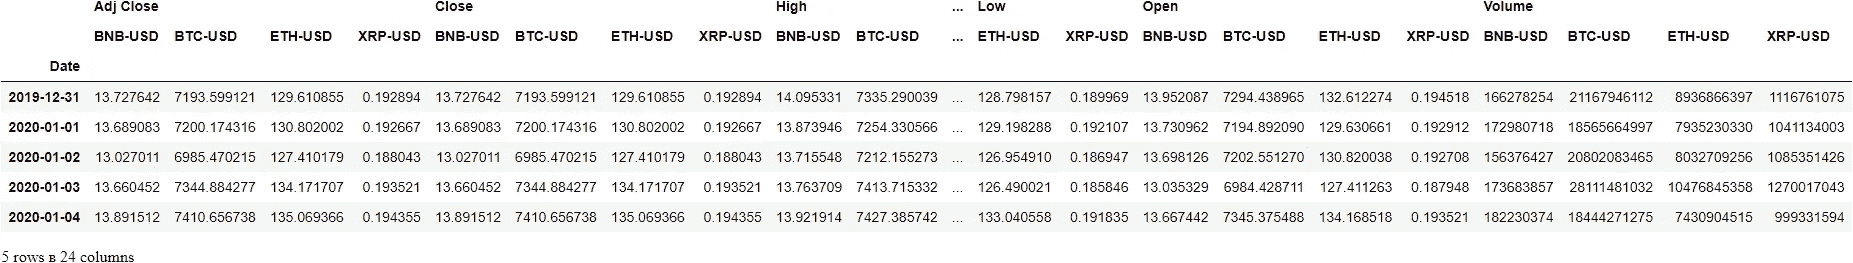 Adj Close Close High ... Low Open Volume
BNB-USD BTC-USD ETH-USD XRP-USD BNB-USD BTC-USD ETH-USD XRP-USD BNB-USD BTC-USD ... ETH-USD XRP-USD BNB-USD BTC-USD ETH-USD XRP-USD BNB-USD BTC-USD ETH-USD XRP-USD
Date
2019-12-31 13.727642 7193.599121 129.610855 0.192894 13.727642 7193.599121 129.610855 0.192894 14.095331 7335.290039 ... 128.798157 0.189969 13.952087 7294.438965 132.612274 0.194518 166278254 21167946112 8936866397 1116761075
2020-01-01 13.689083 7200.174316 130.802002 0.192667 13.689083 7200.174316 130.802002 0.192667 13.873946 7254.330566 ... 129.198288 0.192107 13.730962 7194.892090 129.630661 0.192912 172980718 18565664997 7935230330 1041134003
2020-01-02 13.027011 6985.470215 127.410179 0.188043 13.027011 6985.470215 127.410179 0.188043 13.715548 7212.155273 ... 126.954910 0.186947 13.698126 7202.551270 130.820038 0.192708 156376427 20802083465 8032709256 1085351426
2020-01-03 13.660452 7344.884277 134.171707 0.193521 13.660452 7344.884277 134.171707 0.193521 13.763709 7413.715332 ... 126.490021 0.185846 13.035329 6984.428711 127.411263 0.187948 173683857 28111481032 10476845358 1270017043
2020-01-04 13.891512 7410.656738 135.069366 0.194355 13.891512 7410.656738 135.069366 0.194355 13.921914 7427.385742 ... 133.040558 0.191835 13.667442 7345.375488 134.168518 0.193521 182230374 18444271275 7430904515 999331594
5 rows в 24 columns